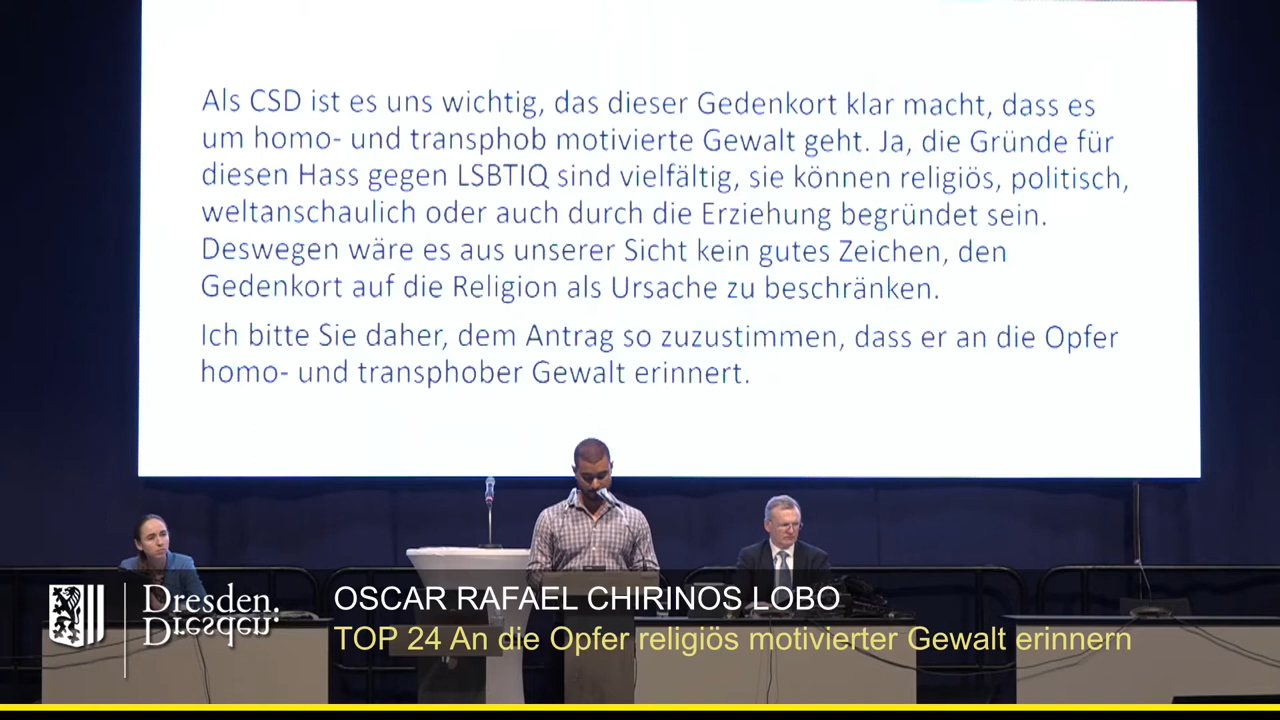 Als CSD ist es uns wichtig, das dieser Gedenkort klar macht, dass es
um homo- und transphob motivierte Gewalt geht. Ja, die Gründe für
diesen Hass gegen LSBTIQ sind vielfältig, sie können religiös, politisch,
weltanschaulich oder auch durch die Erziehung begründet sein.
Deswegen wäre es aus unserer Sicht kein gutes Zeichen, den
Gedenkort auf die Religion als Ursache zu beschränken.
Ich bitte Sie daher, dem Antrag so zuzustimmen, dass er an die Opfer
homo- und transphober Gewalt erinnert.
Dresden.
Dresden.
OSCAR RAFAEL CHIRINOS LOBO
TOP 24 An die Opfer religiös motivierter Gewalt erinnern